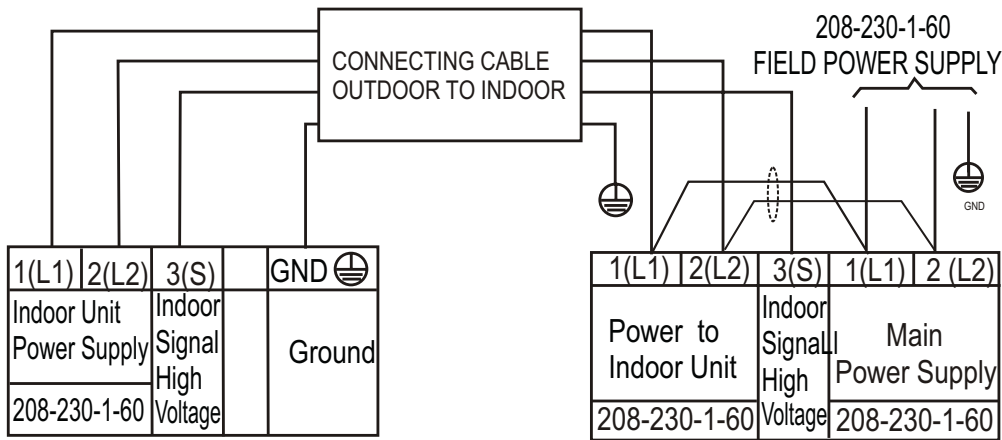 208-230-1-60
FIELD POWER SUPPLY
CONNECTING CABLE
OUTDOOR TO INDOOR
GND
1(L1) 2(L2) 3(S) GND
Indoor Unit
Power Supply
208-230-1-60
Indoor
Signal
High
Voltage
Ground
1(L1) 2(L2) 3(S) 1(L1) 2 (L2)
Power to
Indoor Unit
208-230-1-60
Indoor
SignaLl
High
Voltage
Main
Power Supply
208-230-1-60